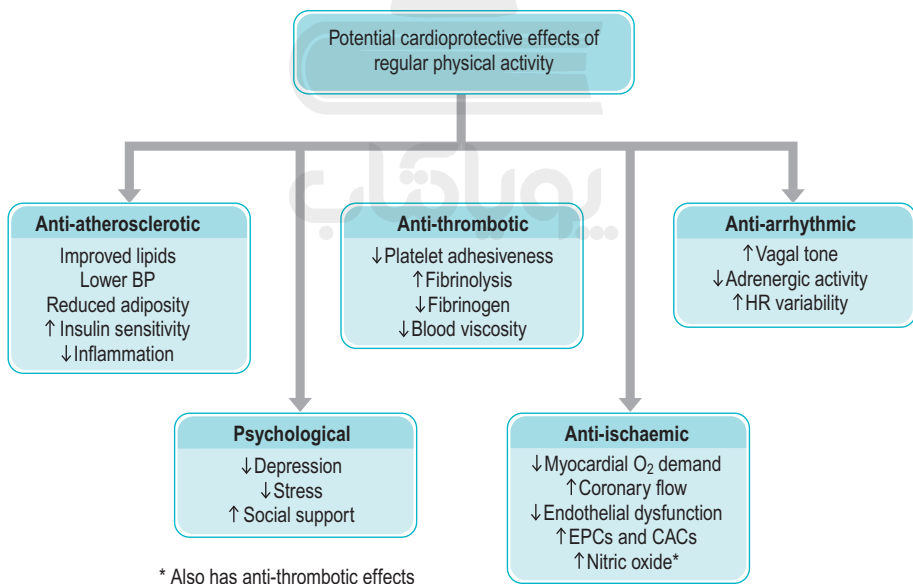 Potential cardioprotective effects of
regular physical activity
پویاکتاب
Anti-atherosclerotic
Improved lipids
Lower BP
Reduced adiposity
↑ Insulin sensitivity
↓Inflammation
Anti-thrombotic
↓Platelet adhesiveness
↑Fibrinolysis
↓Fibrinogen
↓Blood viscosity
Anti-arrhythmic
↑Vagal tone
↓Adrenergic activity
↑HR variability
Psychological
↓Depression
↓Stress
↑ Social support
Anti-ischaemic
↓Myocardial O₂ demand
↑Coronary flow
↓Endothelial dysfunction
↑EPCs and CACs
↑Nitric oxide*
* Also has anti-thrombotic effects